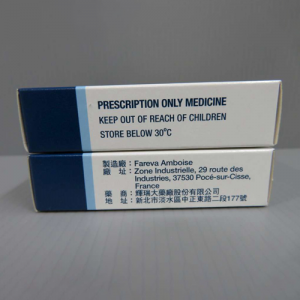 PRESCRIPTION ONLY MEDICINE
KEEP OUT OF REACH OF CHILDREN
STORE BELOW 30°C
製造廠：Fareva Amboise
廠　址：Zone Industrielle, 29 route des
Industries, 37530 Pocé-sur-Cisse,
France
藥　商：輝瑞大藥廠股份有限公司
地　址：新北市淡水區中正東路二段177號